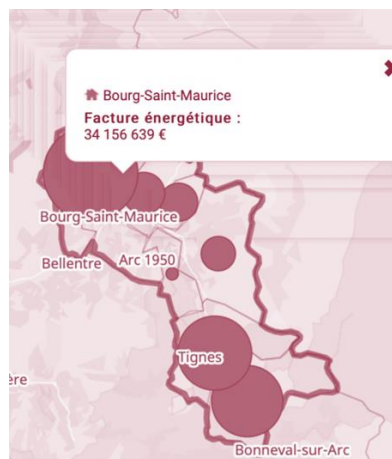 Bourg-Saint-Maurice
Facture énergétique :
34 156 639 €
Bourg-Saint-Maurice
Bellentre
Arc 1950
Tignes
ère
Bonneval-sur-Arc